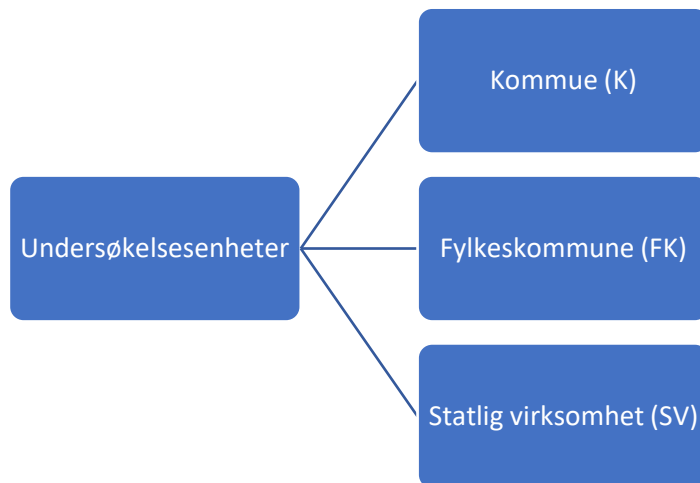 Kommue (K)
Undersøkelsesenheter
Fylkeskommune (FK)
Statlig virksomhet (SV)